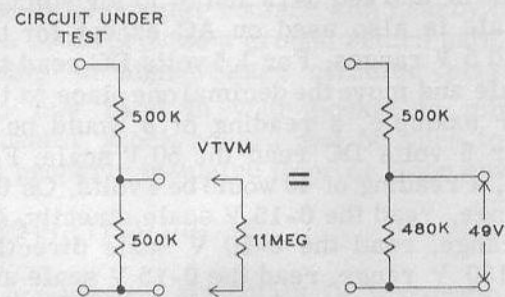 CIRCUIT UNDER
TEST
500K
500K
VTVM
11MEG
=
500K
480K
49V